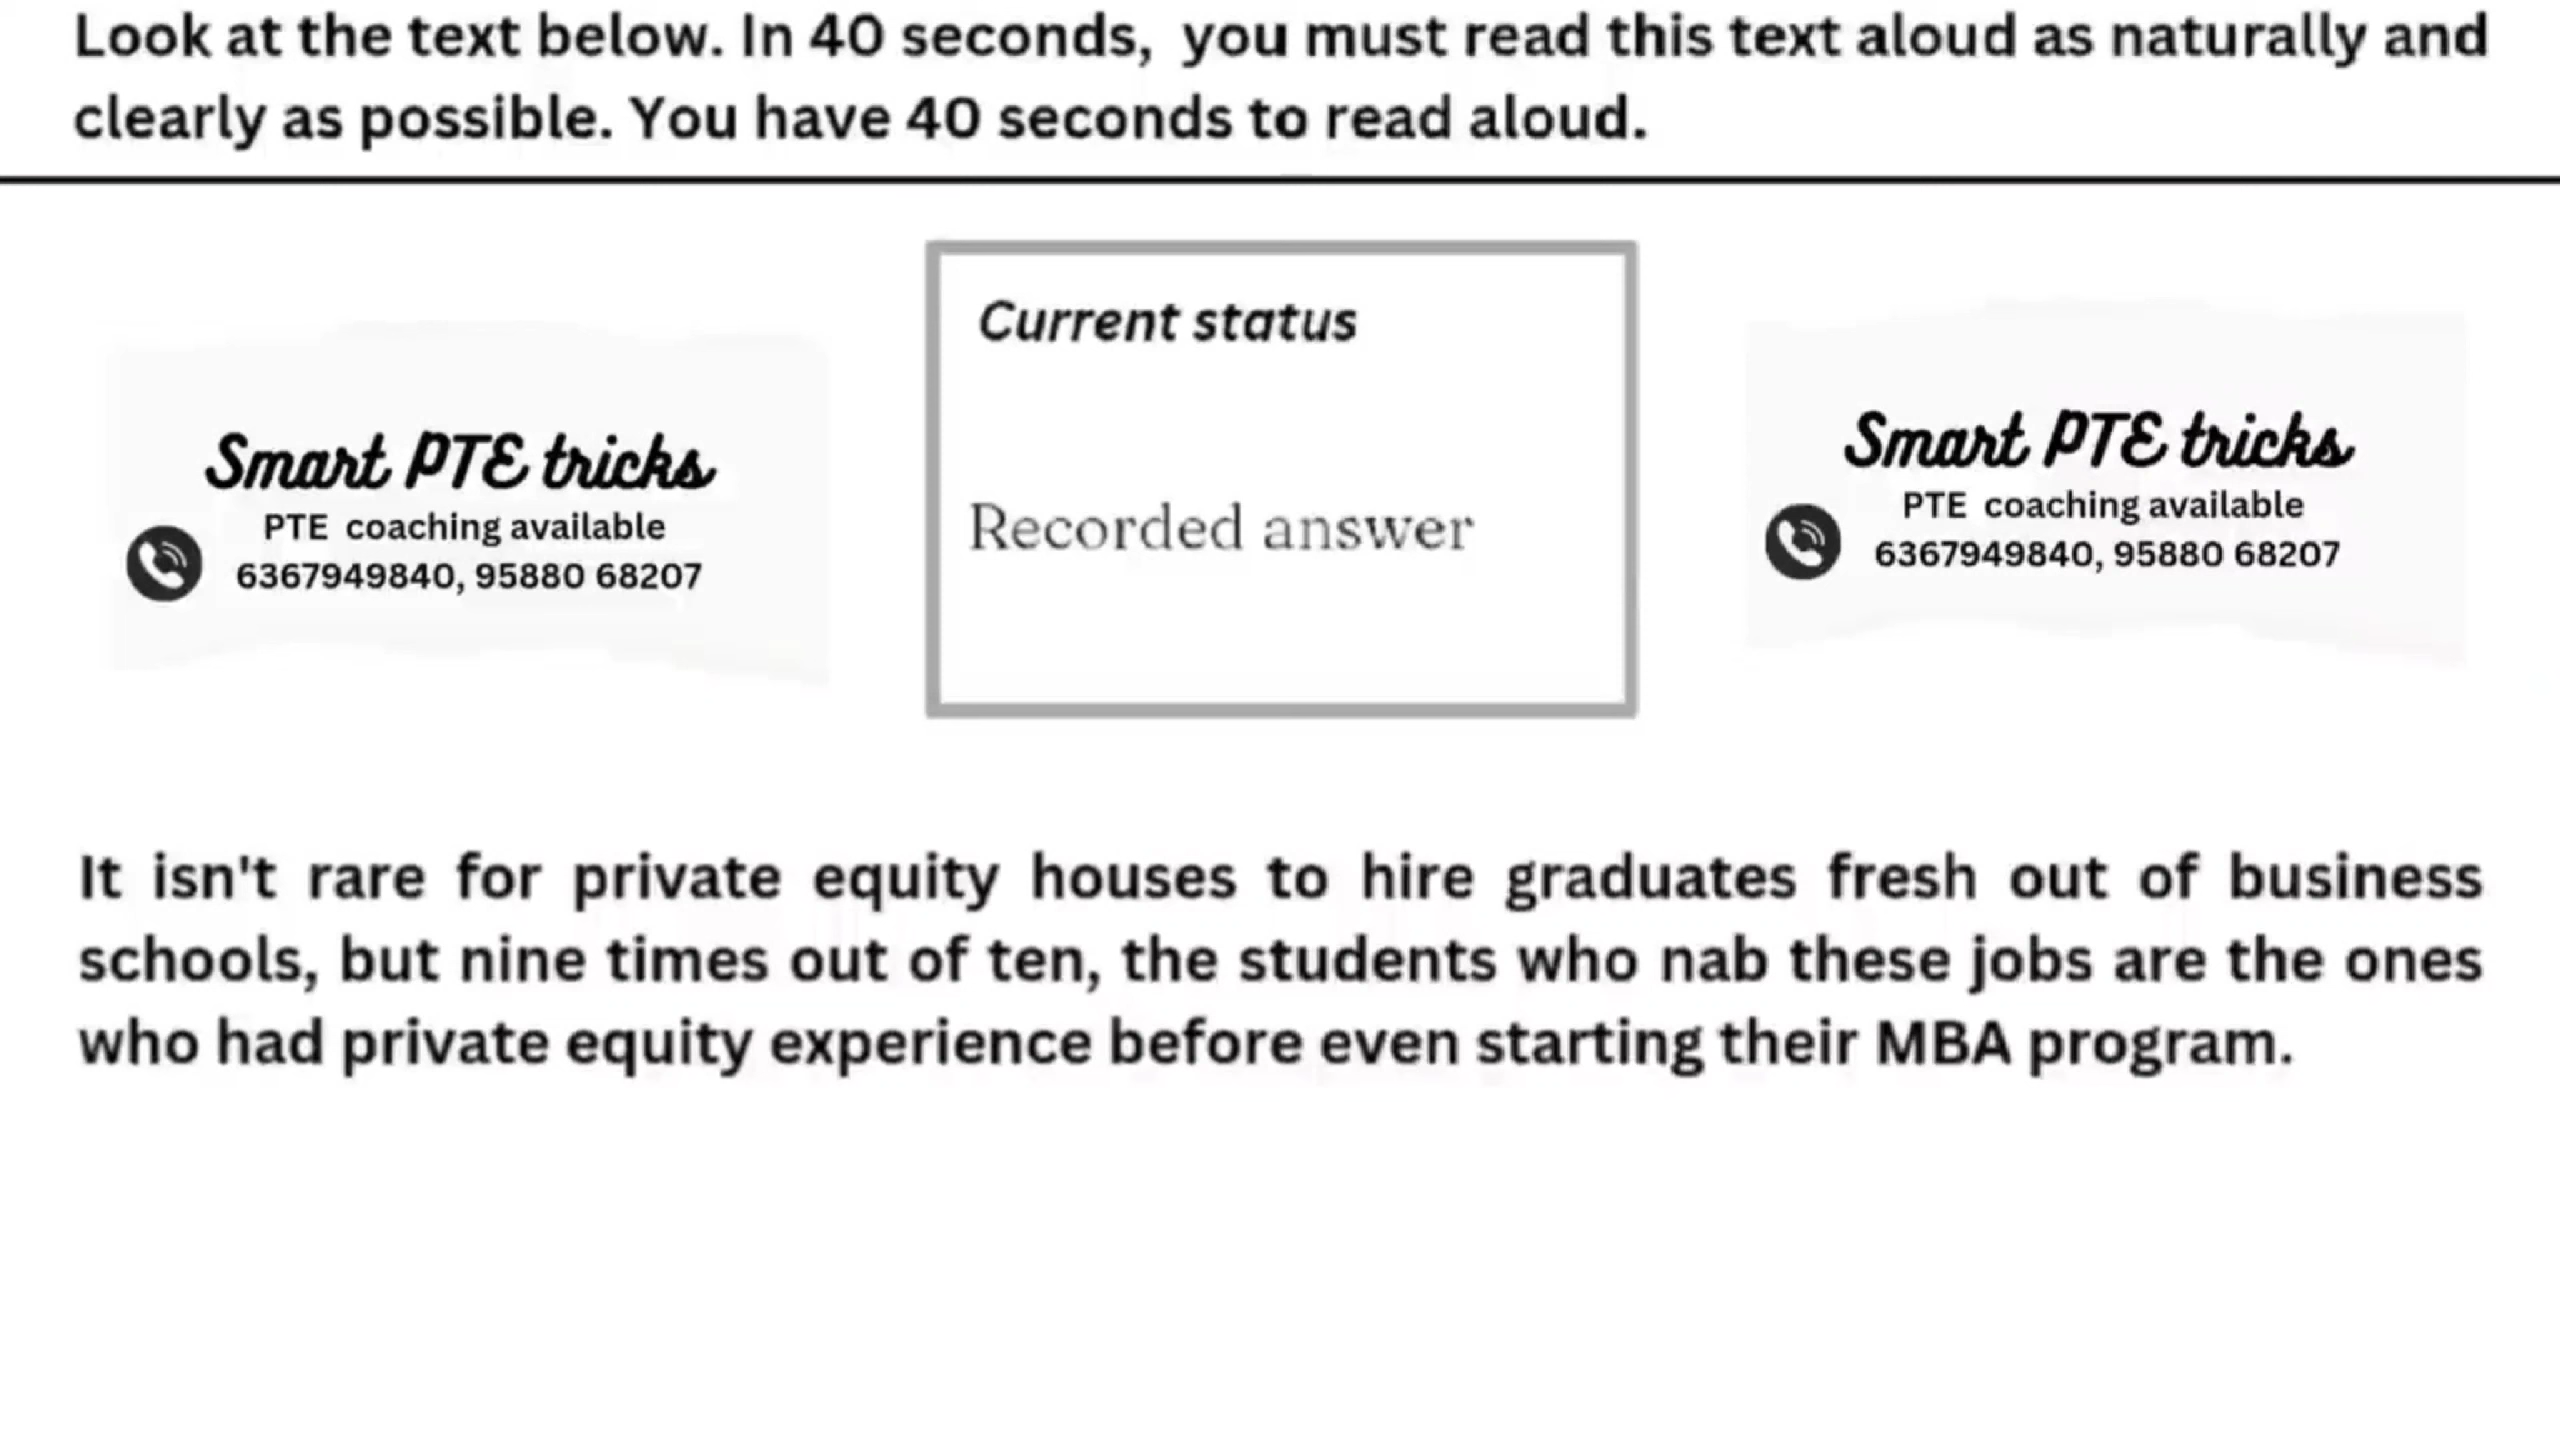 Look at the text below. In 40 seconds, you must read this text aloud as naturally and
clearly as possible. You have 40 seconds to read aloud.
Current status
Recorded answer
Smart PTE tricks
PTE coaching available
6367949840, 95880 68207
Smart PTE tricks
PTE coaching available
6367949840, 95880 68207
It isn't rare for private equity houses to hire graduates fresh out of business
schools, but nine times out of ten, the students who nab these jobs are the ones
who had private equity experience before even starting their MBA program.